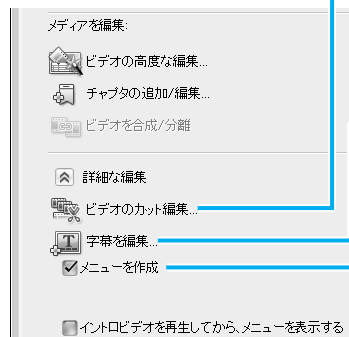 メディアを編集:
ビデオの高度な編集...
チャプタの追加/編集...
ビデオを合成/分離
詳細な編集
ビデオのカット編集...
T 字幕を編集...
メニューを作成
イントロビデオを再生してから、メニューを表示する